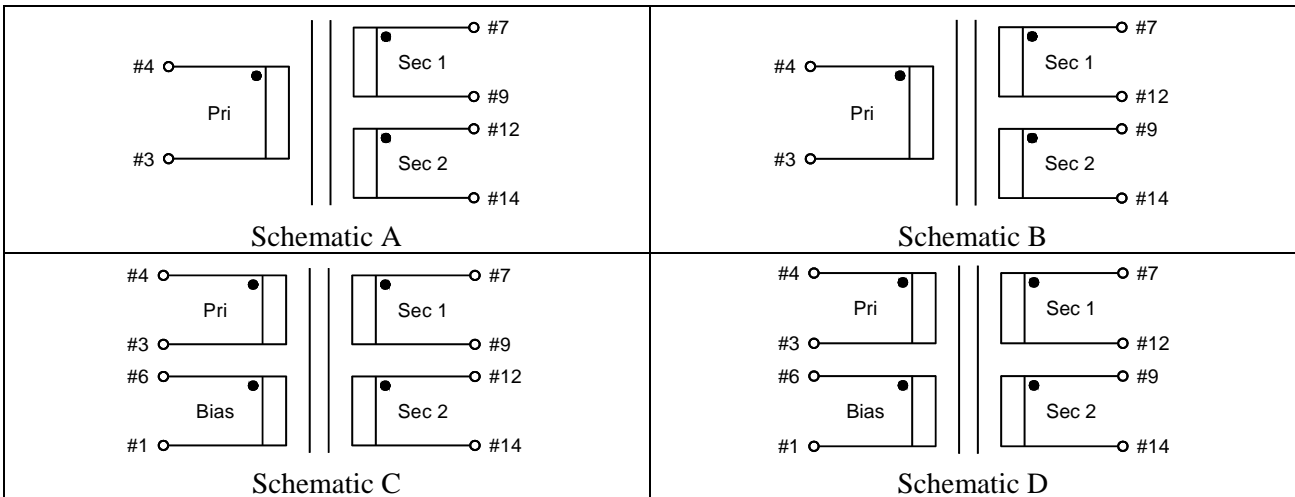 #4
Pri
#3
#7
Sec 1
#9
#12
Sec 2
#14
Schematic A
#4
Pri
#3
#7
Sec 1
#12
#9
Sec 2
#14
Schematic B
#4
Pri
#3
#6
Bias
#1
#7
Sec 1
#9
#12
Sec 2
#14
Schematic C
#4
Pri
#3
#6
Bias
#1
#7
Sec 1
#12
#9
Sec 2
#14
Schematic D